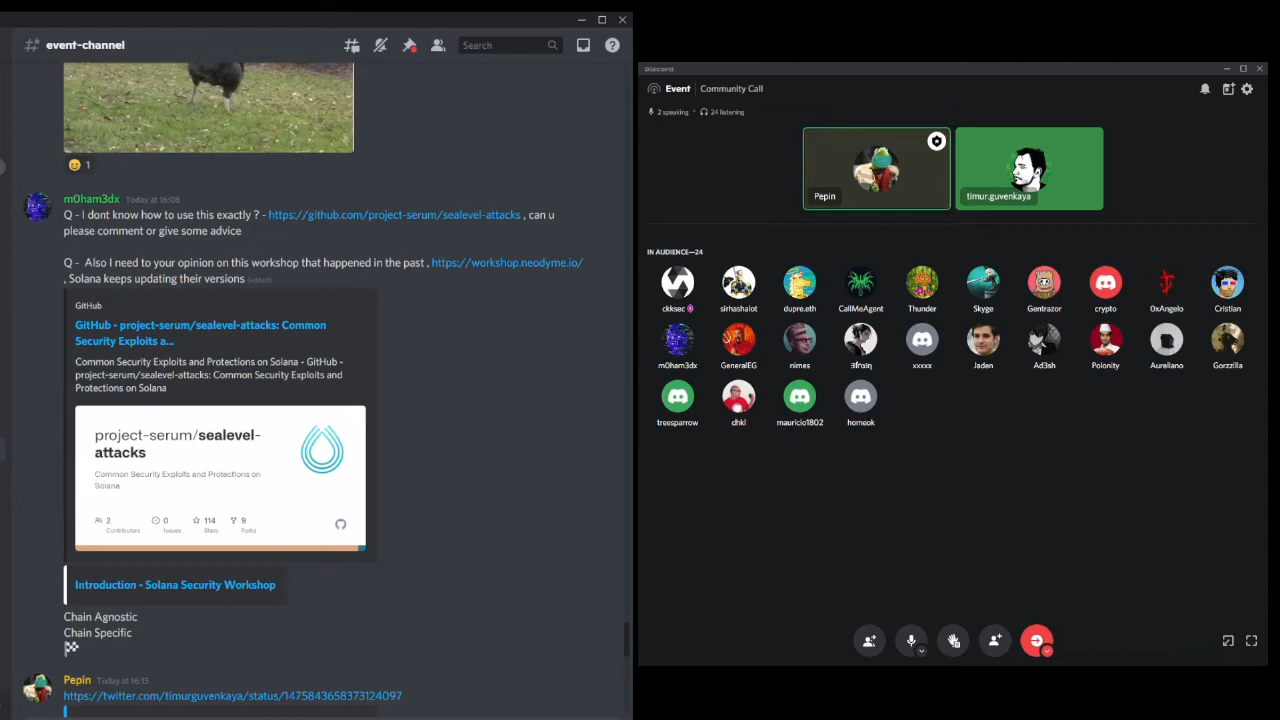 event-channel
Search
1
m0ham3dx Today at 16:08
Q - I dont know how to use this exactly ? - https://github.com/project-serum/sealevel-attacks , can u
please comment or give some advice
Q - Also I need to your opinion on this workshop that happened in the past , https://workshop.neodyme.io/
, Solana keeps updating their versions (edited)
GitHub
GitHub - project-serum/sealevel-attacks: Common
Security Exploits a...
Common Security Exploits and Protections on Solana - GitHub -
project-serum/sealevel-attacks: Common Security Exploits and
Protections on Solana
project-serum/sealevel-
attacks
Common Security Exploits and Protections on
Solana
2 0 114 9
Contributors Issues Stars Forks
Introduction - Solana Security Workshop
Chain Agnostic
Chain Specific
Pepin Today at 16:13
https://twitter.com/timurguvenkaya/status/1475843658373124097
Discord
Event Community Call
2 speaking • 24 listening
Pepin timur.guvenkaya
IN AUDIENCE—24
ckksec sirhashalot dupre.eth CallMeAgent Thunder Skyge Gentrazor crypto 0xAngelo Cristian
m0ham3dx GeneralEG nimes xxxxx Jaden Ad3sh Polonity Aureliano Gorzzilla
treesparrow dhkl mauricio1802 homeok